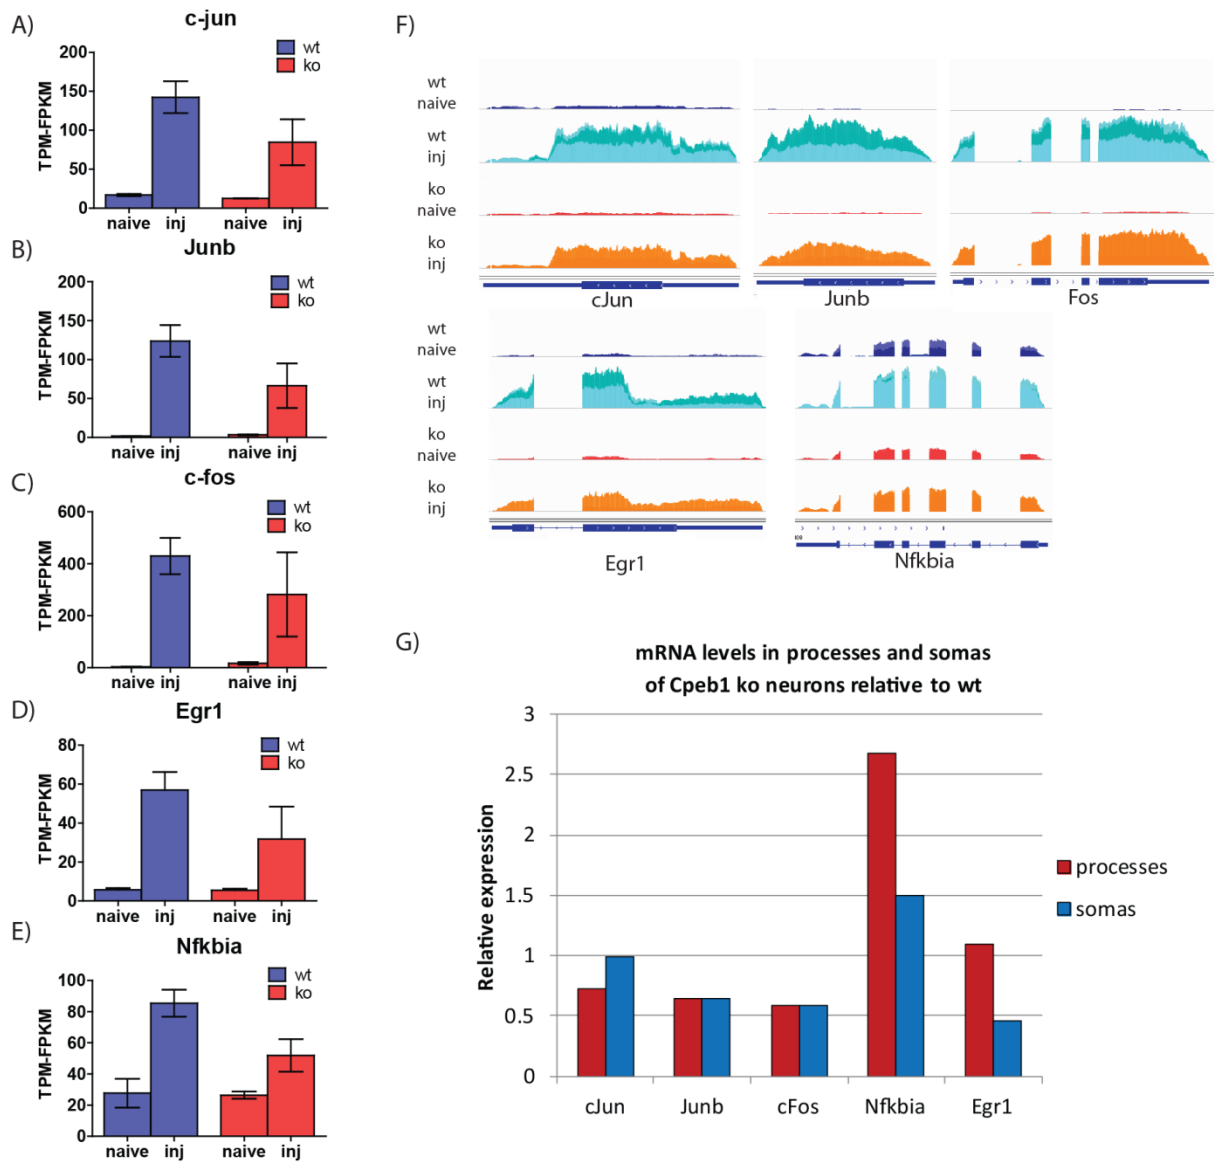 A)
c-jun
wt
ko
TPM-FPKM
200
150
100
50
0
naive inj naive inj
B)
Junb
wt
ko
TPM-FPKM
200
150
100
50
0
naive inj naive inj
C)
c-fos
wt
ko
TPM-FPKM
600
400
200
0
naive inj naive inj
D)
Egr1
wt
ko
TPM-FPKM
80
60
40
20
0
naive inj naive inj
E)
Nfkbia
wt
ko
TPM-FPKM
100
80
60
40
20
0
naive inj naive inj
F)
wt
naive
wt
inj
ko
naive
ko
inj
cJun Junb Fos
wt
naive
wt
inj
ko
naive
ko
inj
Egr1 Nfkbia
G)
mRNA levels in processes and somas
of Cpeb1 ko neurons relative to wt
Relative expression
3
2.5
2
1.5
1
0.5
0
cJun Junb cFos Nfkbia Egr1
processes
somas